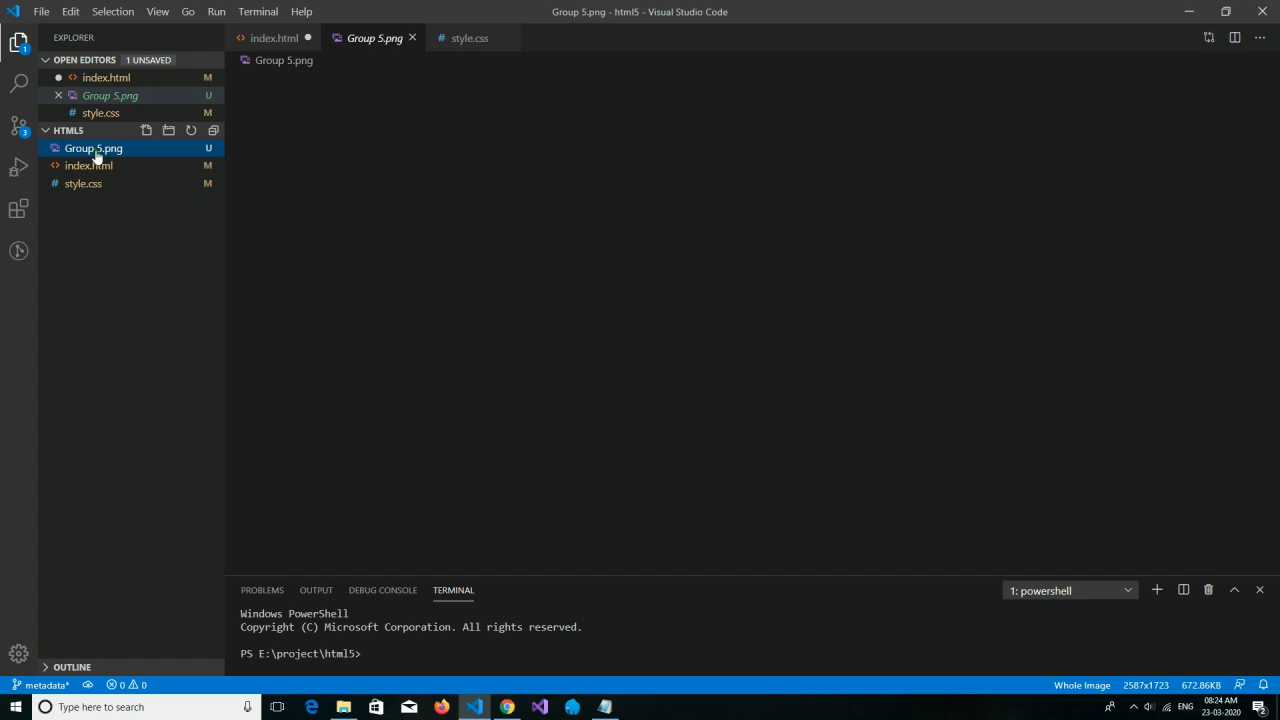 File Edit Selection View Go Run Terminal Help Group 5.png - html5 - Visual Studio Code
EXPLORER
index.html
Group 5.png
style.css
OPEN EDITORS 1 UNSAVED
Group 5.png
index.html M
Group 5.png U
style.css M
HTML5
Group 5.png U
index.html M
style.css M
PROBLEMS OUTPUT DEBUG CONSOLE TERMINAL 1: powershell
Windows PowerShell
Copyright (C) Microsoft Corporation. All rights reserved.
PS E:\project\html5>
OUTLINE
metadata* 0 0 Whole Image 2587x1723 672.86KB
Type here to search
ENG
08:24 AM
23-03-2020
1
3
2